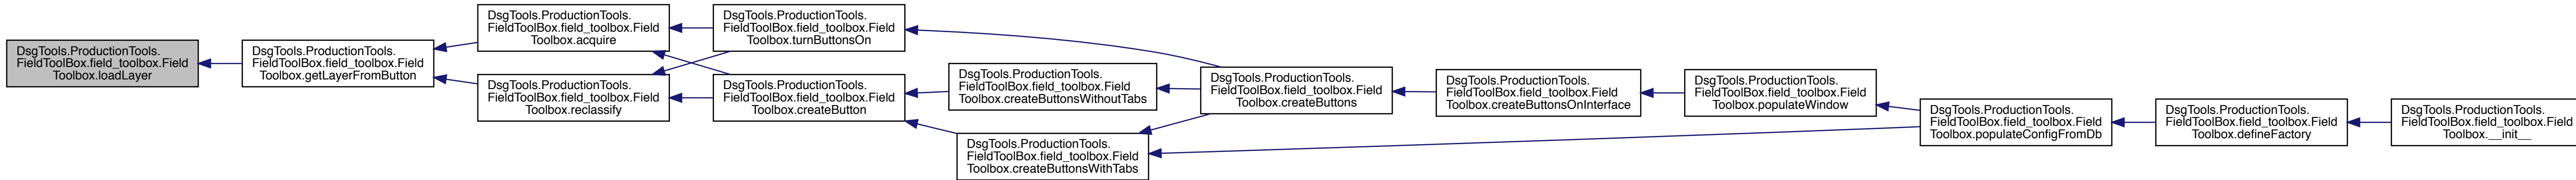 DsgTools.ProductionTools.
FieldToolBox.field_toolbox.Field
Toolbox.loadLayer
DsgTools.ProductionTools.
FieldToolBox.field_toolbox.Field
Toolbox.getLayerFromButton
DsgTools.ProductionTools.
FieldToolBox.field_toolbox.Field
Toolbox.acquire
DsgTools.ProductionTools.
FieldToolBox.field_toolbox.Field
Toolbox.reclassify
DsgTools.ProductionTools.
FieldToolBox.field_toolbox.Field
Toolbox.turnButtonsOn
DsgTools.ProductionTools.
FieldToolBox.field_toolbox.Field
Toolbox.createButton
DsgTools.ProductionTools.
FieldToolBox.field_toolbox.Field
Toolbox.createButtonsWithoutTabs
DsgTools.ProductionTools.
FieldToolBox.field_toolbox.Field
Toolbox.createButtonsWithTabs
DsgTools.ProductionTools.
FieldToolBox.field_toolbox.Field
Toolbox.createButtons
DsgTools.ProductionTools.
FieldToolBox.field_toolbox.Field
Toolbox.createButtonsOnInterface
DsgTools.ProductionTools.
FieldToolBox.field_toolbox.Field
Toolbox.populateWindow
DsgTools.ProductionTools.
FieldToolBox.field_toolbox.Field
Toolbox.populateConfigFromDb
DsgTools.ProductionTools.
FieldToolBox.field_toolbox.Field
Toolbox.defineFactory
DsgTools.ProductionTools.
FieldToolBox.field_toolbox.Field
Toolbox.__init__